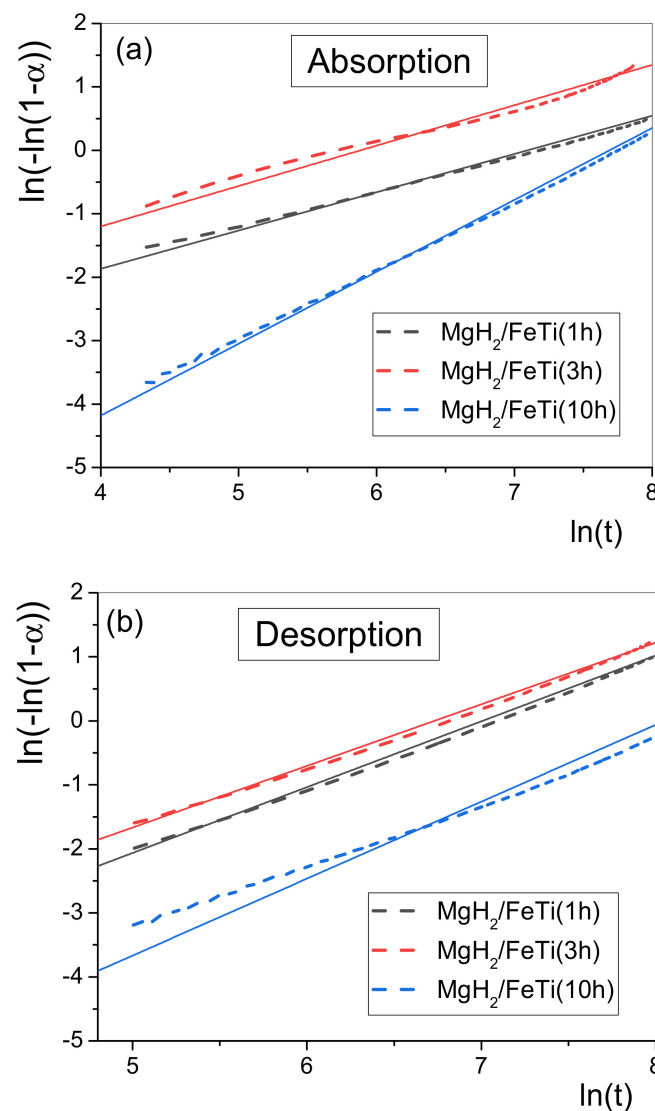 (a)
Absorption
ln(-ln(1-α))
2
1
0
-1
-2
-3
-4
-5
MgH₂/FeTi(1h)
MgH₂/FeTi(3h)
MgH₂/FeTi(10h)
4 5 6 7 8
ln(t)
(b)
Desorption
ln(-ln(1-α))
2
1
0
-1
-2
-3
-4
-5
MgH₂/FeTi(1h)
MgH₂/FeTi(3h)
MgH₂/FeTi(10h)
5 6 7 8
ln(t)